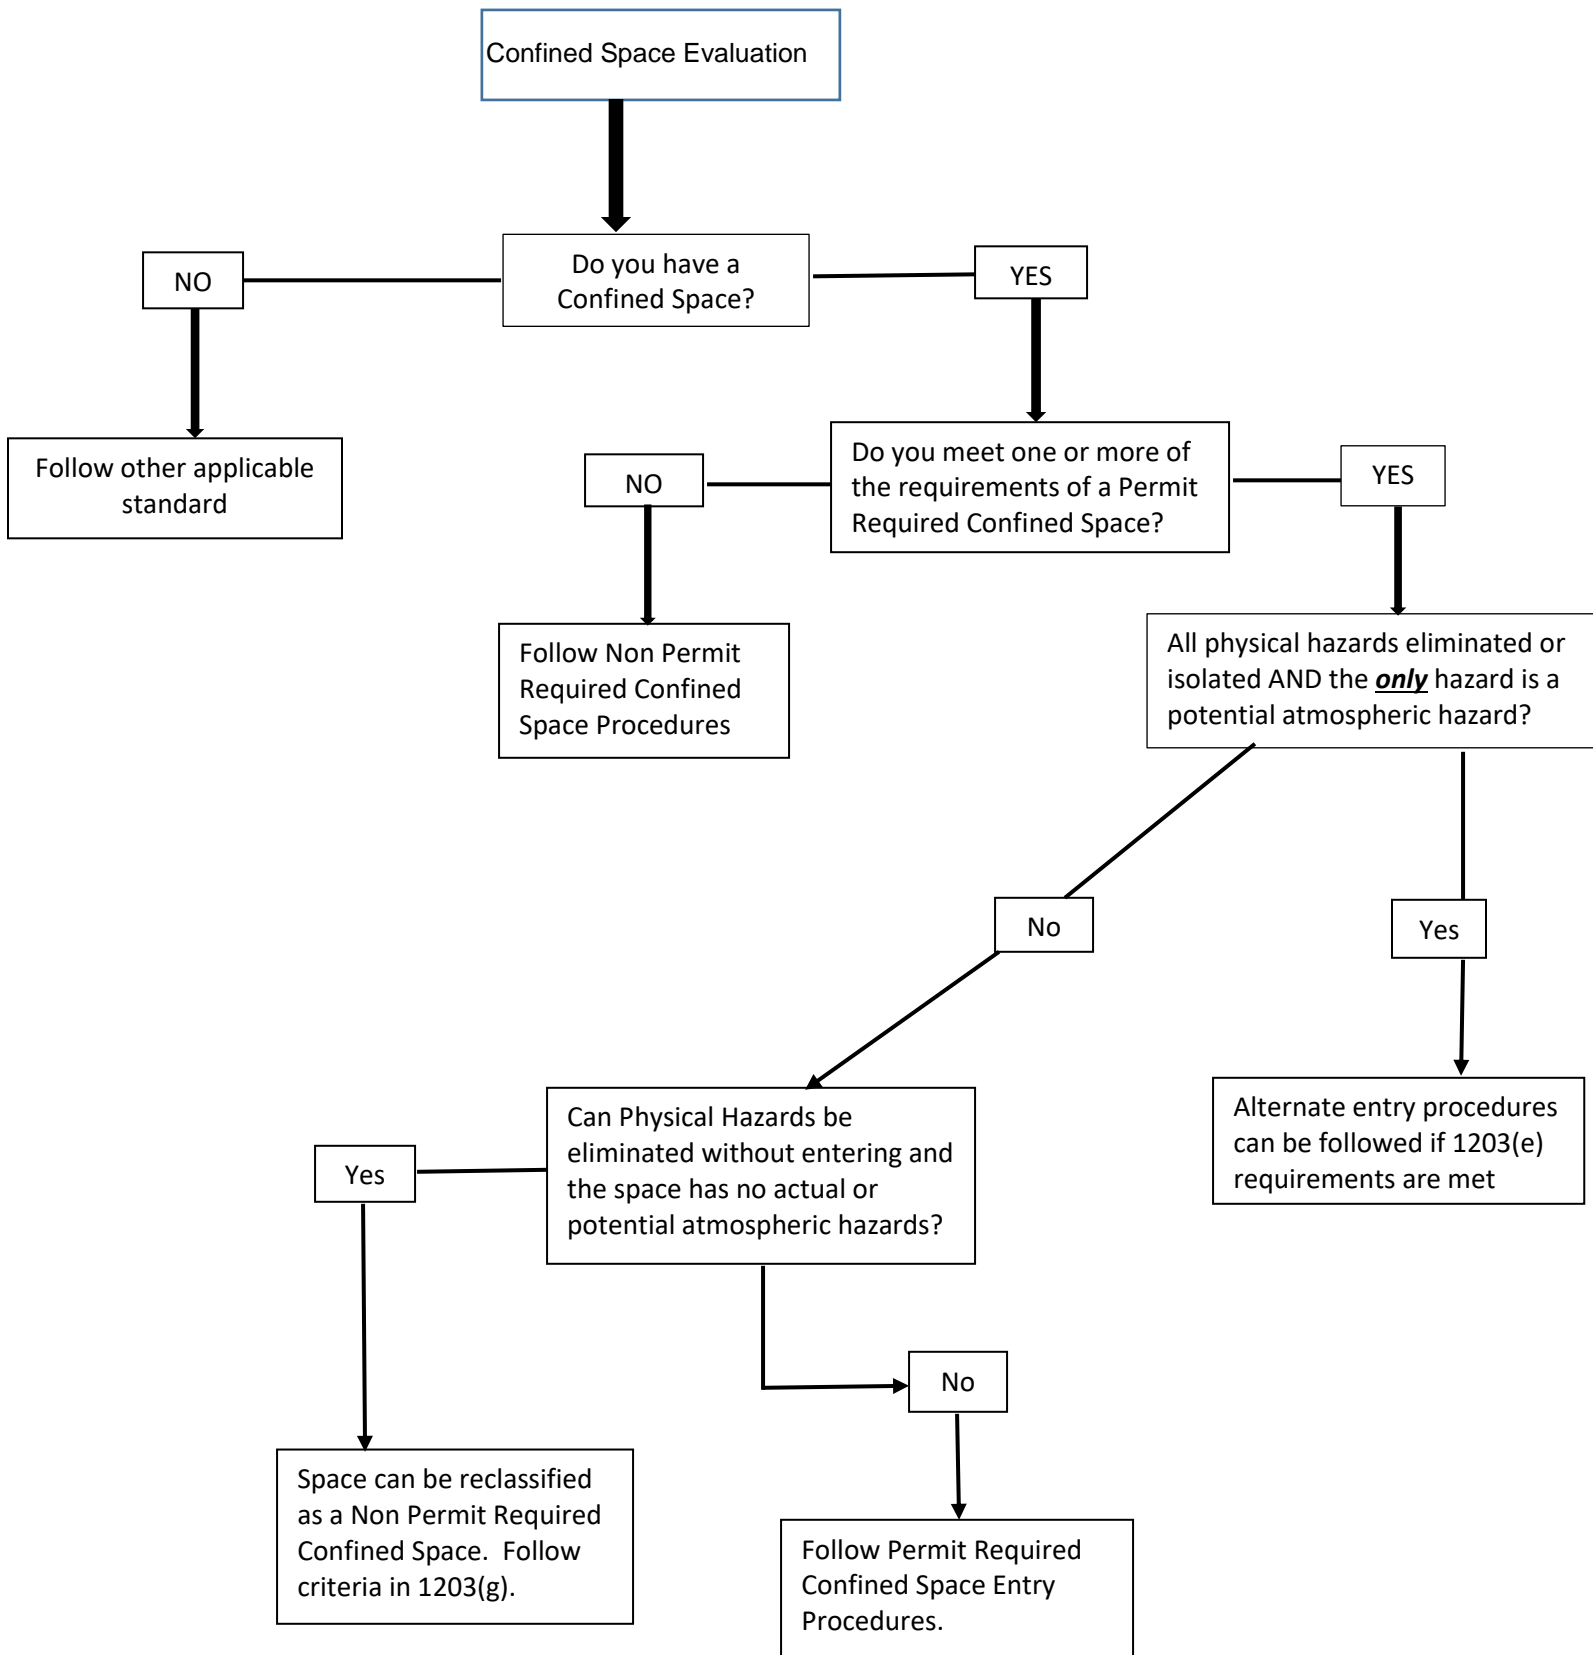 Confined Space Evaluation
NO
Do you have a
Confined Space?
YES
Follow other applicable
standard
NO
Do you meet one or more of
the requirements of a Permit
Required Confined Space?
YES
Follow Non Permit
Required Confined
Space Procedures
All physical hazards eliminated or
isolated AND the only hazard is a
potential atmospheric hazard?
No
Yes
Alternate entry procedures
can be followed if 1203(e)
requirements are met
Yes
Can Physical Hazards be
eliminated without entering and
the space has no actual or
potential atmospheric hazards?
No
Space can be reclassified
as a Non Permit Required
Confined Space.  Follow
criteria in 1203(g).
Follow Permit Required
Confined Space Entry
Procedures.